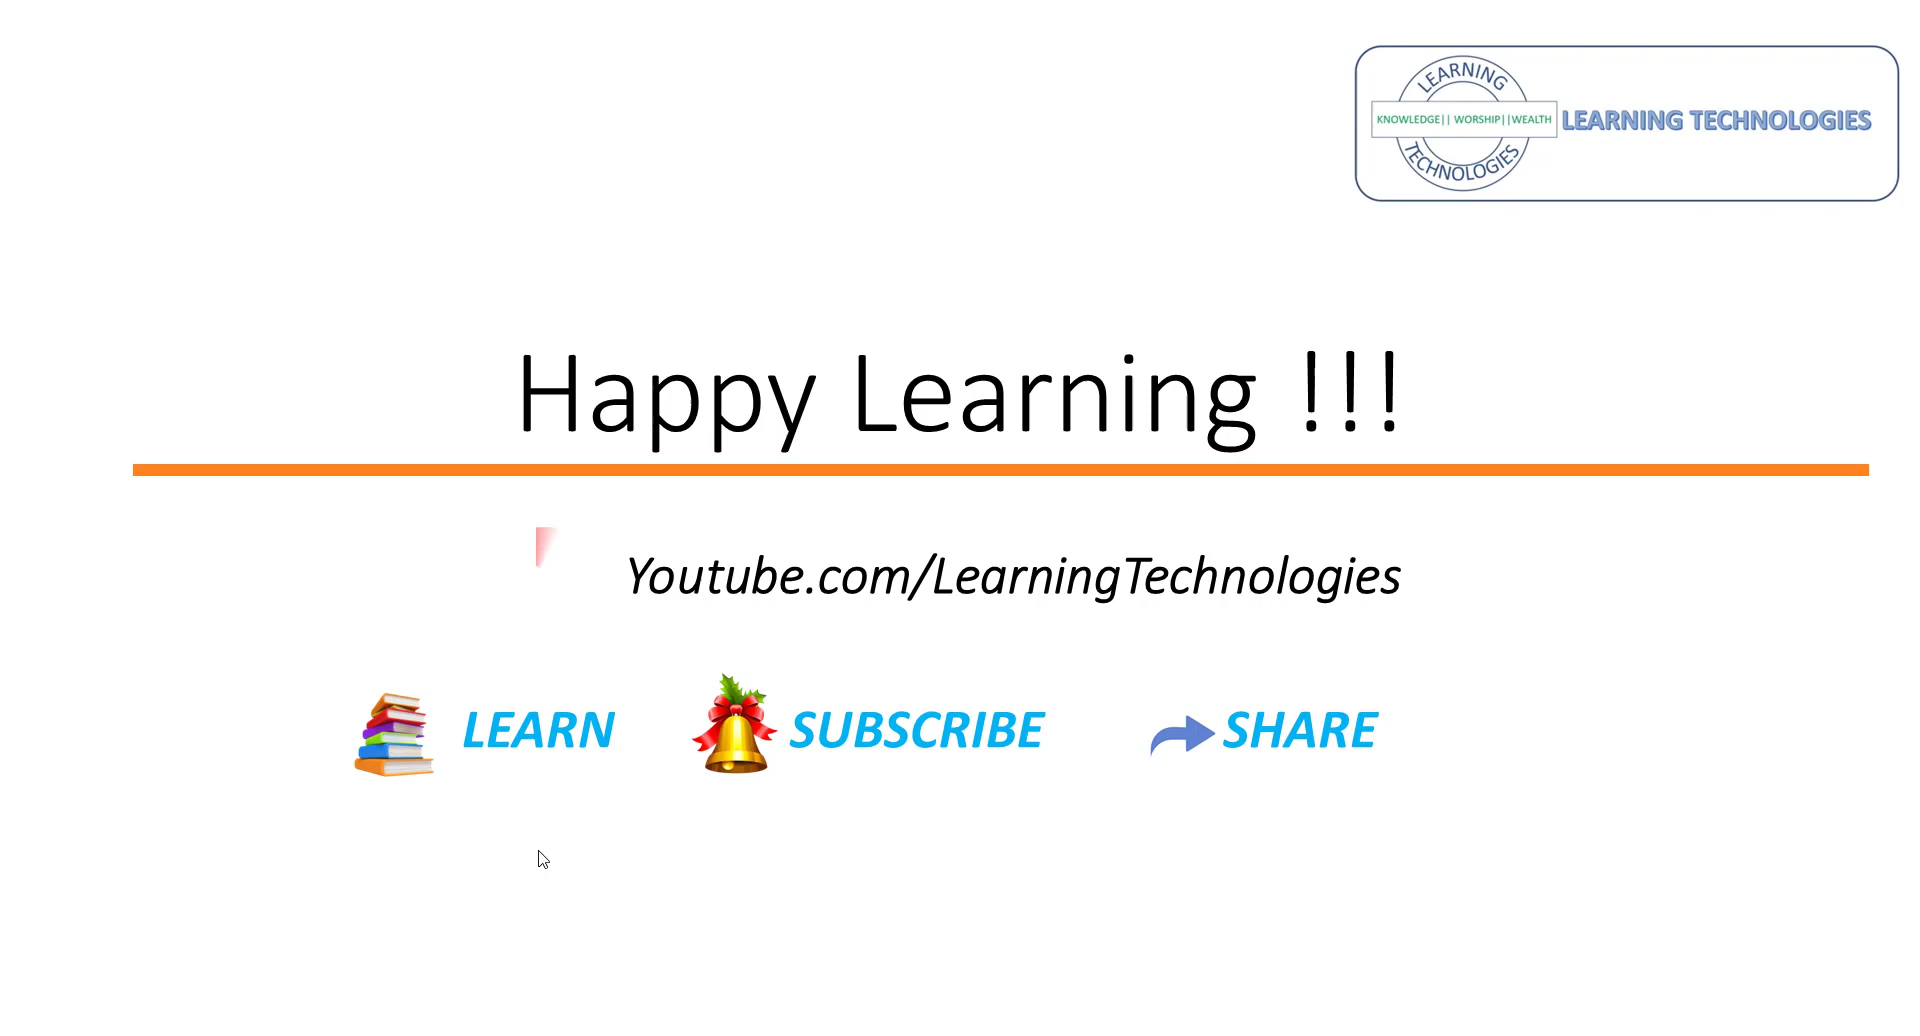 LEARNING
KNOWLEDGE|| WORSHIP||WEALTH
TECHNOLOGIES
LEARNING TECHNOLOGIES
Happy Learning !!!
Youtube.com/LearningTechnologies
LEARN
SUBSCRIBE
SHARE